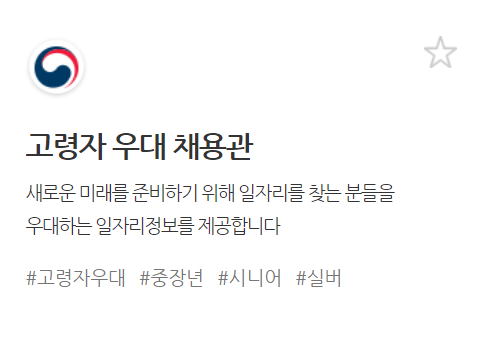 고령자 우대 채용관
새로운 미래를 준비하기 위해 일자리를 찾는 분들을
우대하는 일자리정보를 제공합니다
#고령자우대 #중장년 #시니어 #실버